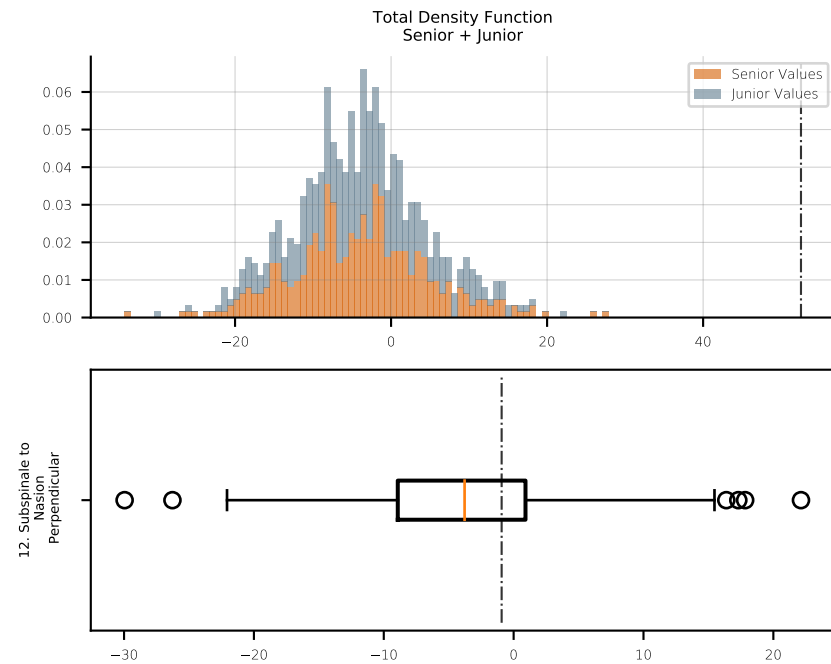 Total Density Function
Senior + Junior
Senior Values
Junior Values
0.06
0.05
0.04
0.03
0.02
0.01
0.00
−20
0
20
40
12. Subspinale to
Nasion
Perpendicular
−30
−20
−10
0
10
20